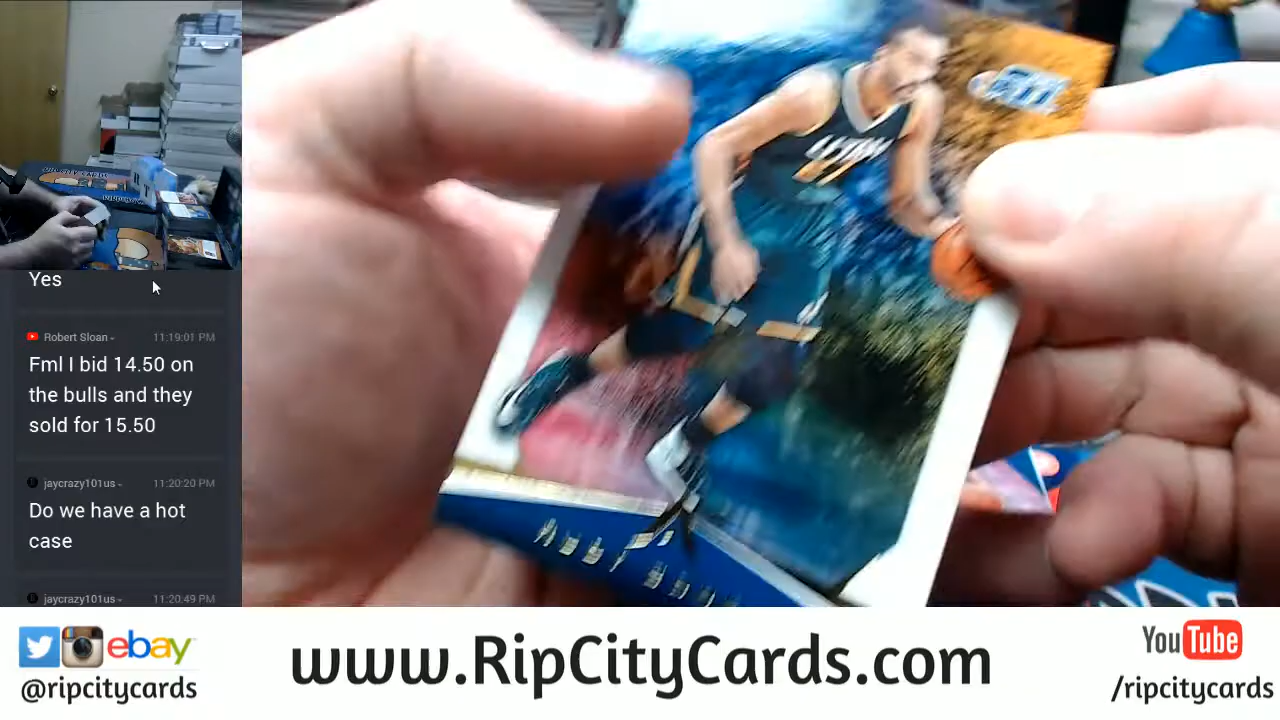 Yes
Robert Sloan
11:19:01 PM
Fml I bid 14.50 on
the bulls and they
sold for 15.50
jaycrazy101us
11:20:20 PM
Do we have a hot
case
jaycrazy101us
11:20:49 PM
ebay
@ripcitycards
www.RipCityCards.com
YouTube
/ripcitycards